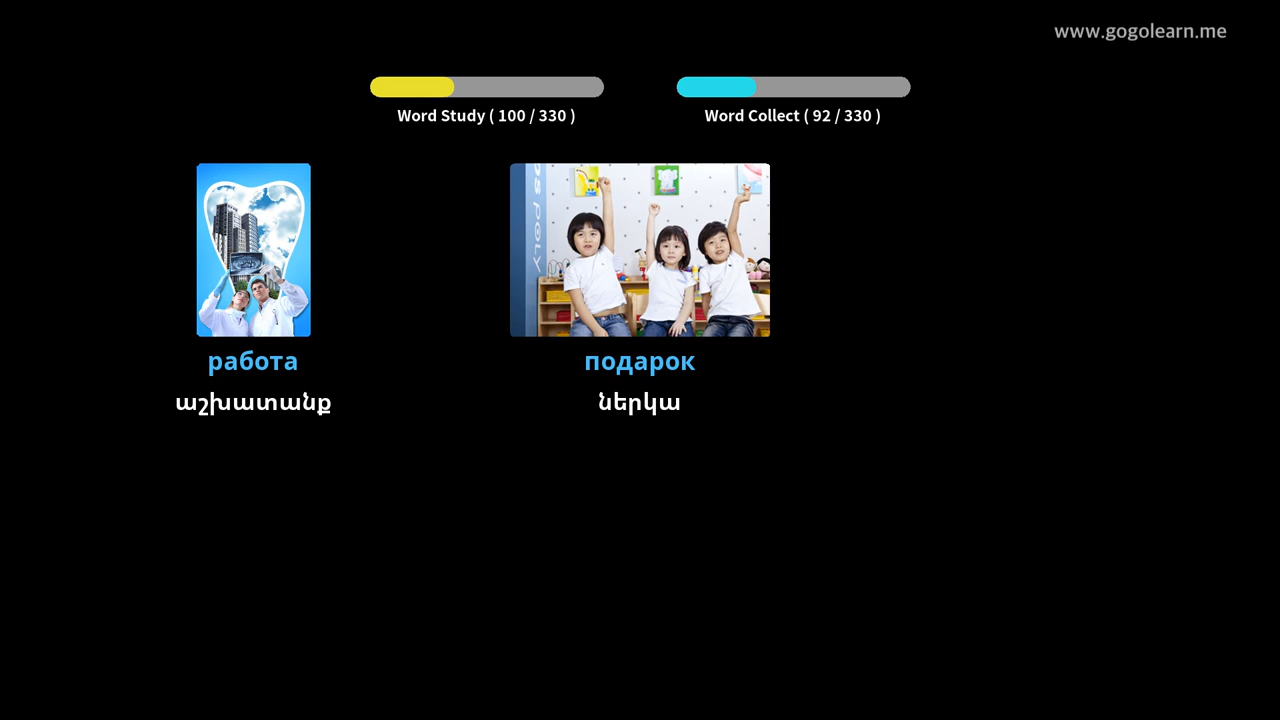 www.gogolearn.me
Word Study ( 100 / 330 )
Word Collect ( 92 / 330 )
работа
подарок
աշխատանք
ներկա